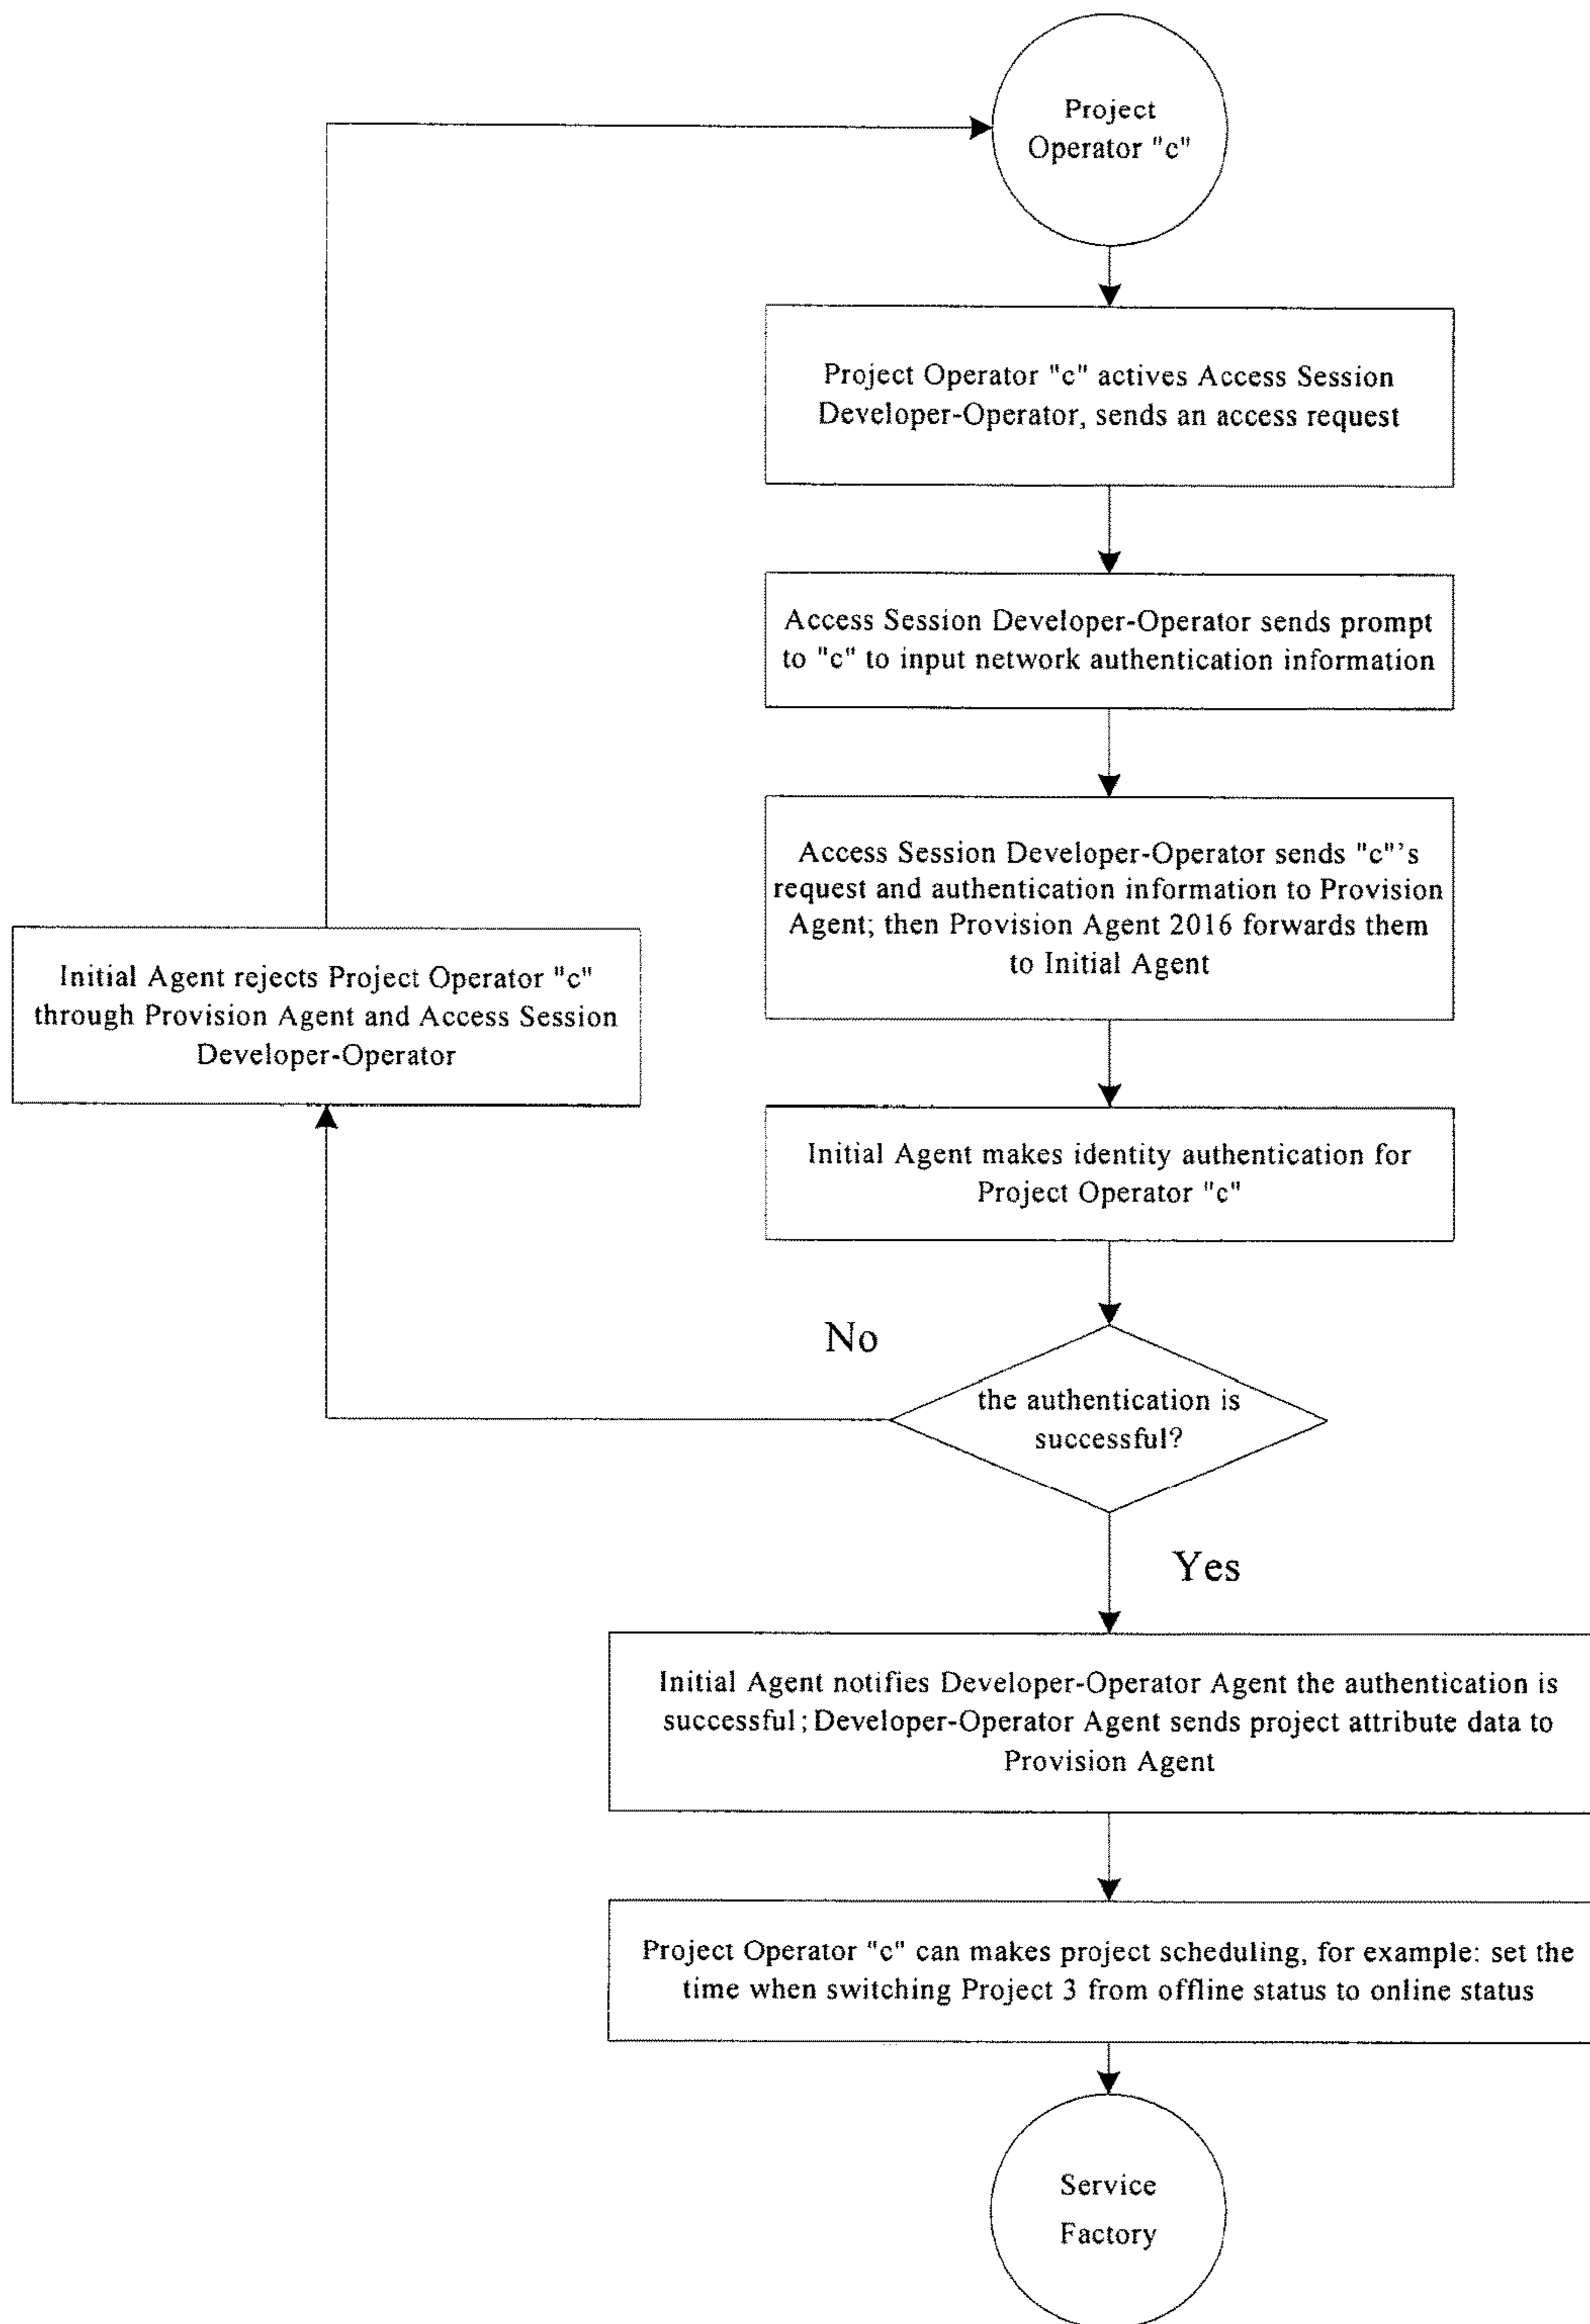 Project
Operator "c"
Project Operator "c" actives Access Session
Developer-Operator, sends an access request
Access Session Developer-Operator sends prompt
to "c" to input network authentication information
Access Session Developer-Operator sends "c"'s
request and authentication information to Provision
Agent; then Provision Agent 2016 forwards them
to Initial Agent
Initial Agent rejects Project Operator "c"
through Provision Agent and Access Session
Developer-Operator
Initial Agent makes identity authentication for
Project Operator "c"
No
the authentication is
successful?
Yes
Initial Agent notifies Developer-Operator Agent the authentication is
successful; Developer-Operator Agent sends project attribute data to
Provision Agent
Project Operator "c" can makes project scheduling, for example: set the
time when switching Project 3 from offline status to online status
Service
Factory